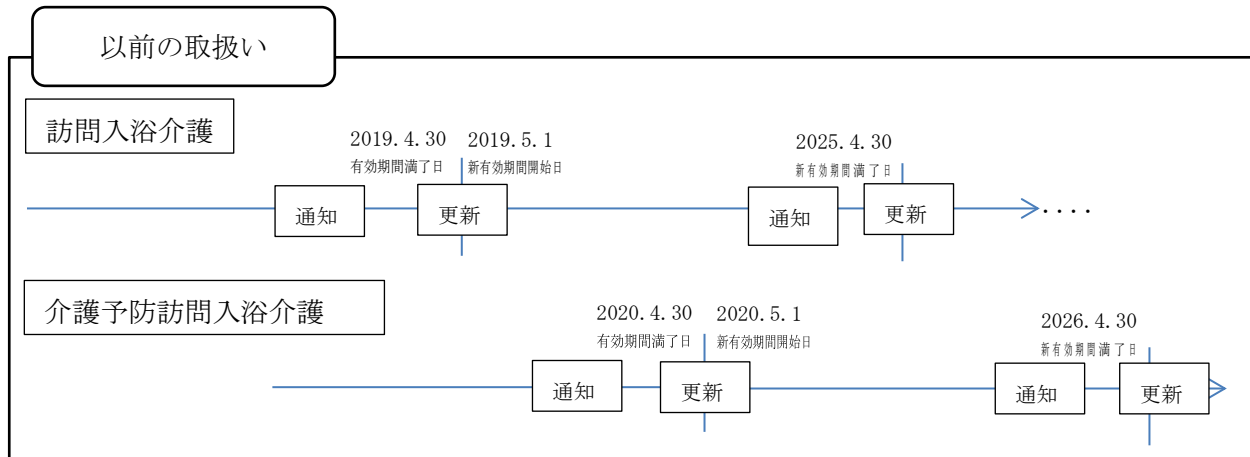 以前の取扱い
訪問入浴介護
2019.4.30 2019.5.1
有効期間満了日 新有効期間開始日
2025.4.30
新有効期間満了日
通知 更新 通知 更新 ····
介護予防訪問入浴介護
2020.4.30 2020.5.1
有効期間満了日 新有効期間開始日
2026.4.30
新有効期間満了日
通知 更新 通知 更新